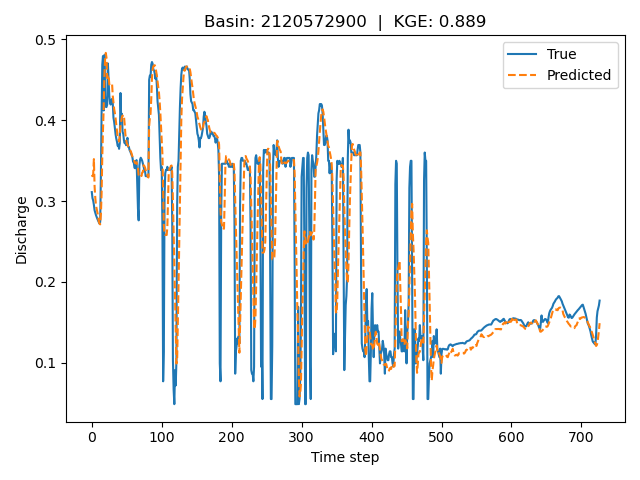 Basin: 2120572900 | KGE: 0.889
True
Predicted
Discharge
0.5
0.4
0.3
0.2
0.1
0 100 200 300 400 500 600 700
Time step